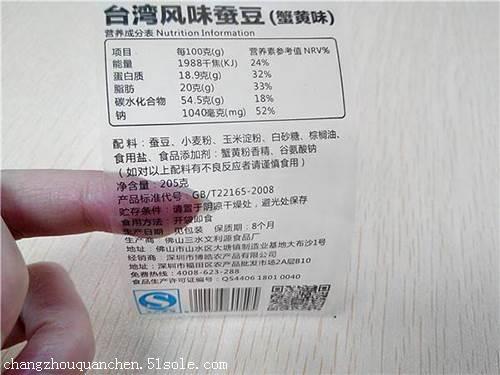 台湾风味蚕豆(蟹黄味)
营养成分表 Nutrition Information
项目 每100克(g) 营养素参考值 NRV%
能量 1988千焦(KJ) 24%
蛋白质 18.9克(g) 32%
脂肪 20克(g) 33%
碳水化合物 54.5克(g) 18%
钠 1040毫克(mg) 52%
配料:蚕豆、小麦粉、玉米淀粉、白砂糖、棕榈油、
食用盐、食品添加剂:蟹黄粉香精、谷氨酸钠
(如对以上配料有不良反应者请谨慎食用)
净含量:205克
产品标准代号:GB/T22165-2008
贮存条件:请置于阴凉干燥处,避光处保存
食用方法:开袋即食
生产日期:见包装 保质期:8个月
生产商:佛山三水文利源食品厂
地址:佛山市山水区大塘镇制造业基地大布沙1号
经销商:深圳市博皓农产品有限公司
地址:深圳市福田区农产品批发市场2A层B10
免费热线:4008-623-288
食品生产许可证编号:QS4406 1801 0040
changzhouquanchen.51sole.com